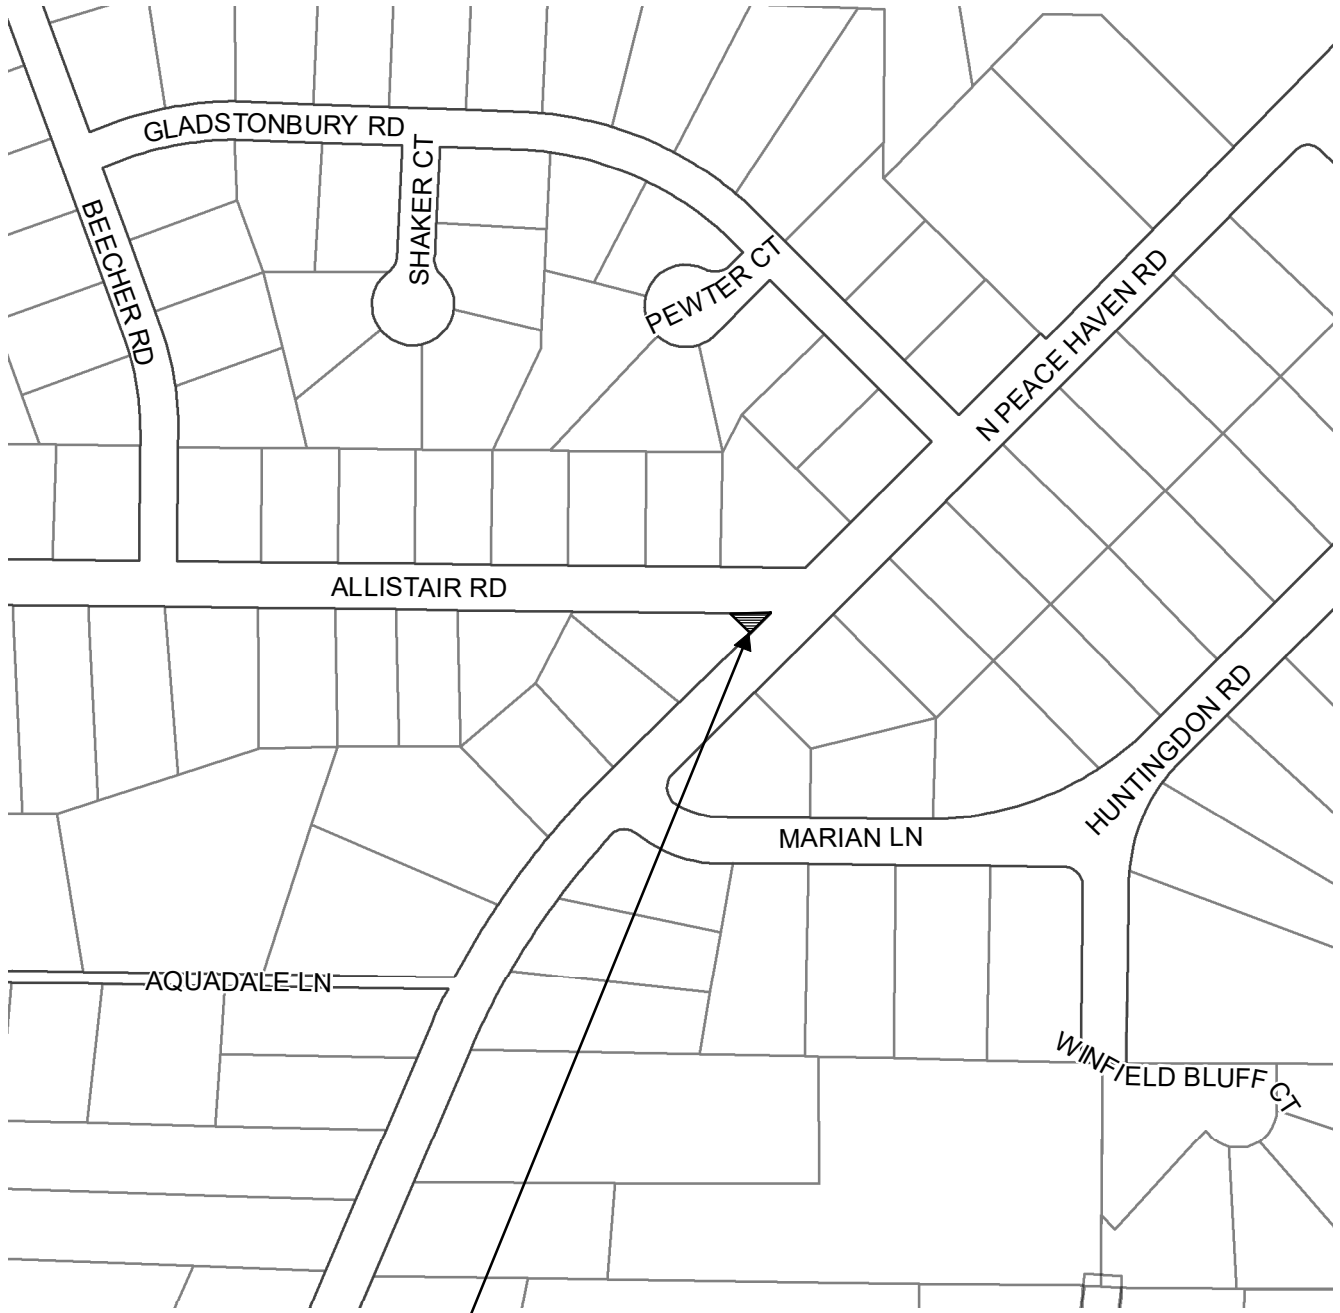 GLADSTONBURY RD
SHAKER CT
BEECHER RD
PEWTER CT
N PEACE HAVEN RD
ALLISTAIR RD
HUNTINGDON RD
MARIAN LN
AQUADALE LN
WINFIELD BLUFF CT